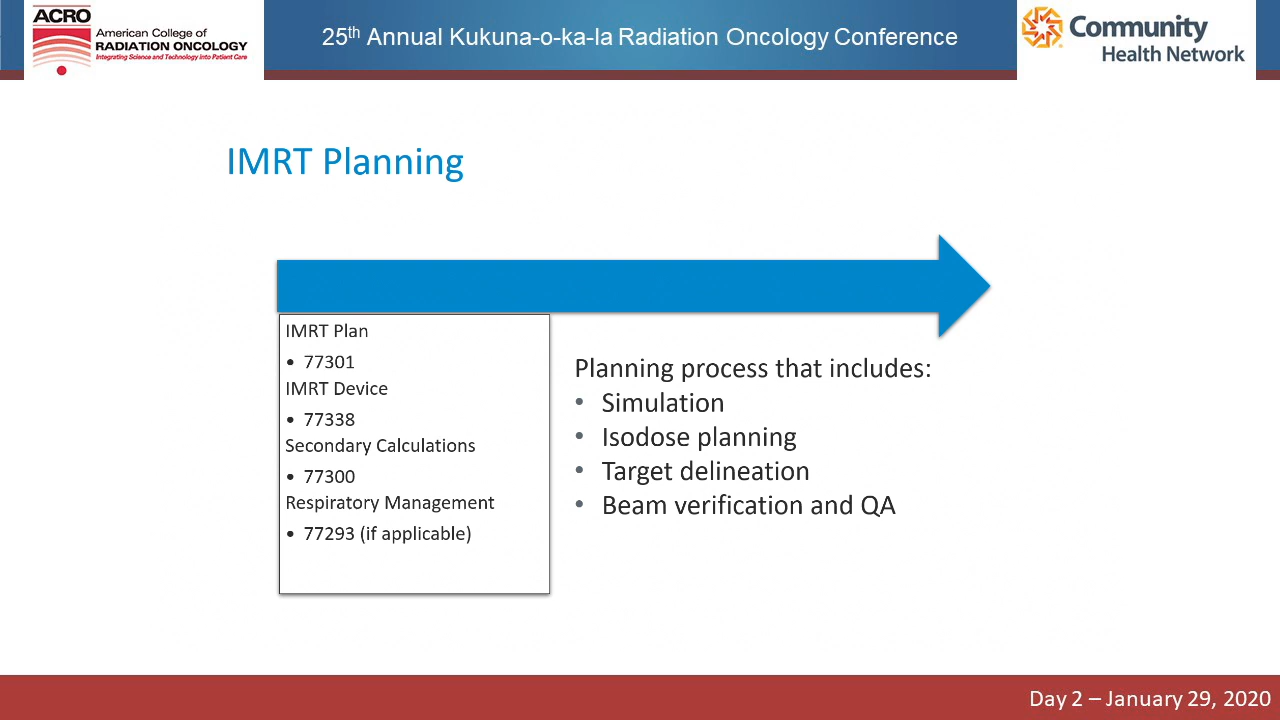 ACRO
American College of
RADIATION ONCOLOGY
Integrating Science and Technology into Patient Care
25th Annual Kukuna-o-ka-la Radiation Oncology Conference
Community
Health Network
IMRT Planning
IMRT Plan
• 77301
IMRT Device
• 77338
Secondary Calculations
• 77300
Respiratory Management
• 77293 (if applicable)
Planning process that includes:
• Simulation
• Isodose planning
• Target delineation
• Beam verification and QA
Day 2 – January 29, 2020